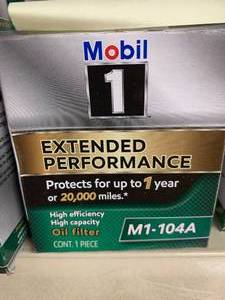 Mobil
1
EXTENDED
PERFORMANCE
Protects for up to 1 year
or 20,000 miles.*
High efficiency
High capacity
Oil filter
CONT. 1 PIECE
M1-104A